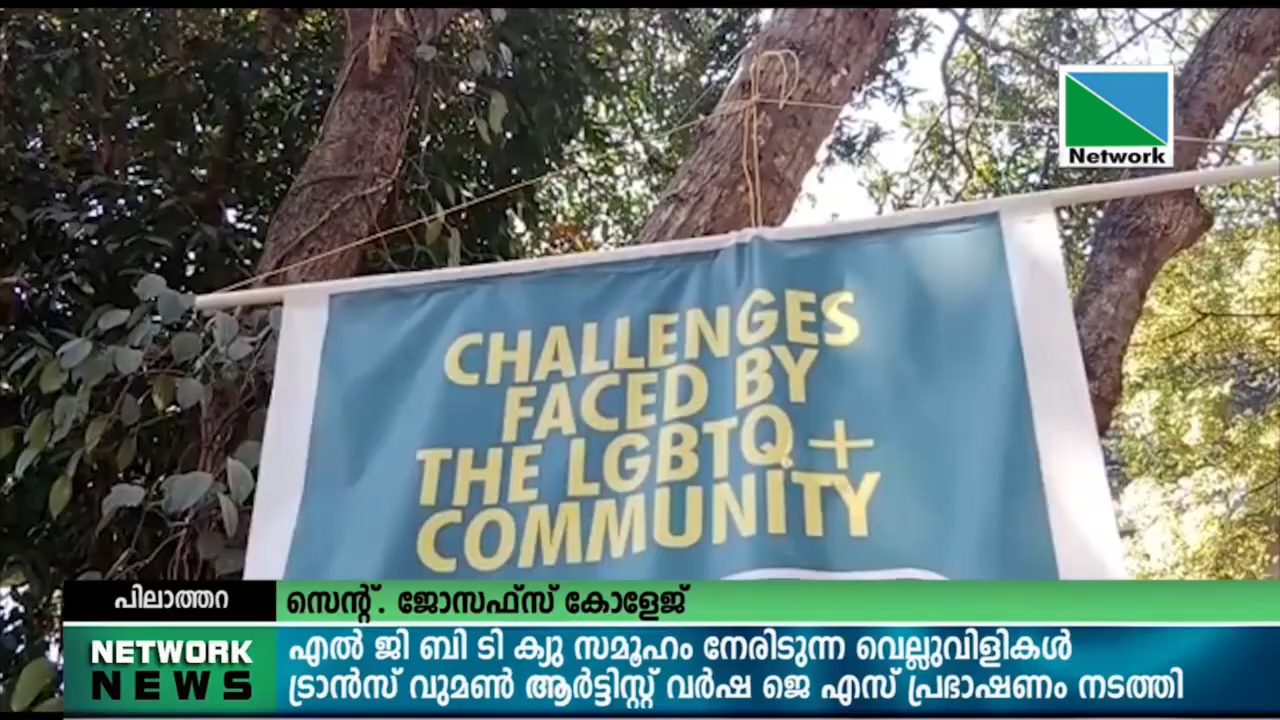 Network
CHALLENGES
FACED BY
THE LGBTQ +
COMMUNITY
പിലാത്തറ
സെന്റ്. ജോസഫ്സ് കോളേജ്
NETWORK
NEWS
എൽ ജി ബി ടി ക്യു സമൂഹം നേരിടുന്ന വെല്ലുവിളികൾ
ട്രാൻസ് വുമൺ ആർട്ടിസ്റ്റ് വർഷ ജെ എസ് പ്രഭാഷണം നടത്തി